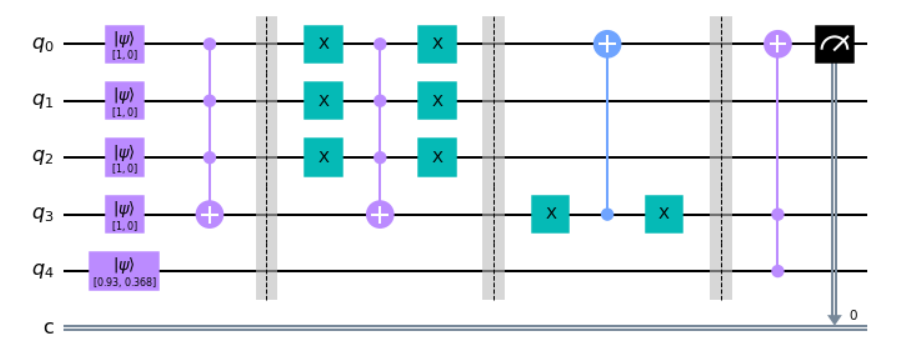 q0 |ψ⟩ [1, 0] X X
q1 |ψ⟩ [1, 0] X X
q2 |ψ⟩ [1, 0] X X
q3 |ψ⟩ [1, 0] X X
q4 |ψ⟩ [0.93, 0.368]
c 0